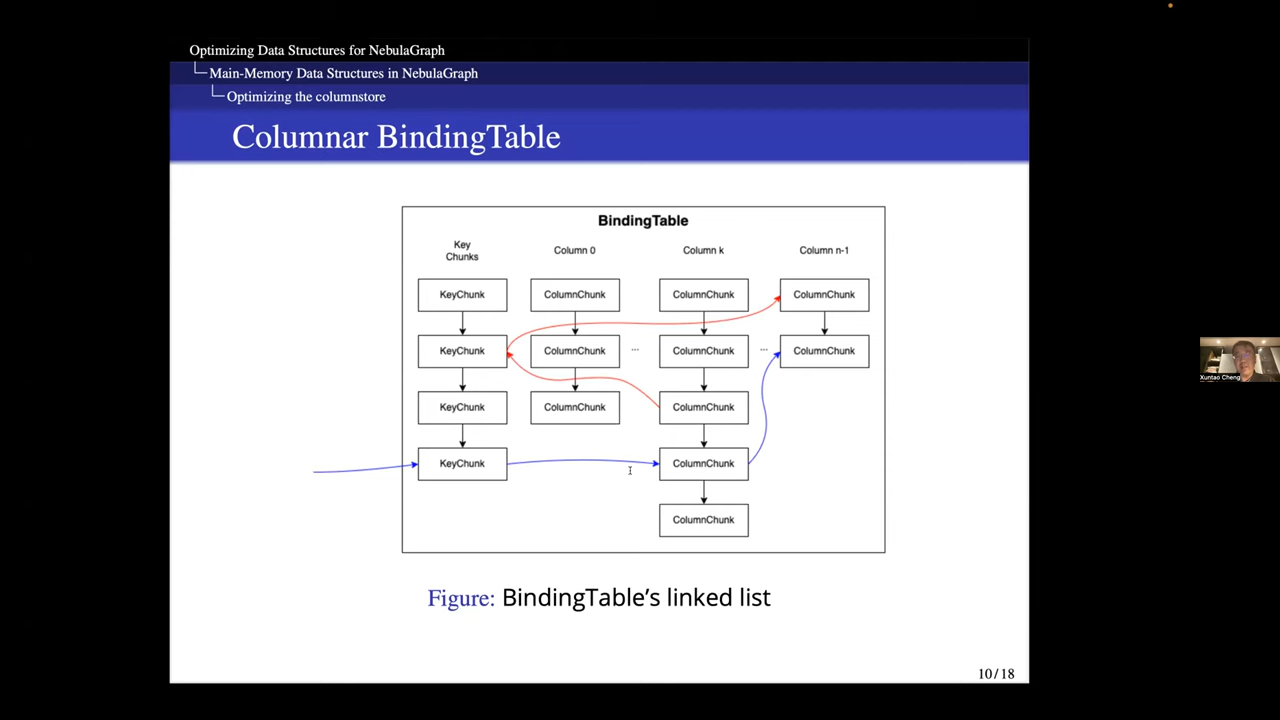 Optimizing Data Structures for NebulaGraph
Main-Memory Data Structures in NebulaGraph
Optimizing the columnstore
Columnar BindingTable
BindingTable
Key
Chunks
Column 0
Column k
Column n-1
KeyChunk
ColumnChunk
ColumnChunk
ColumnChunk
KeyChunk
ColumnChunk
...
ColumnChunk
...
ColumnChunk
KeyChunk
ColumnChunk
ColumnChunk
KeyChunk
ColumnChunk
ColumnChunk
Figure: BindingTable's linked list
10/18
Xuntao Cheng